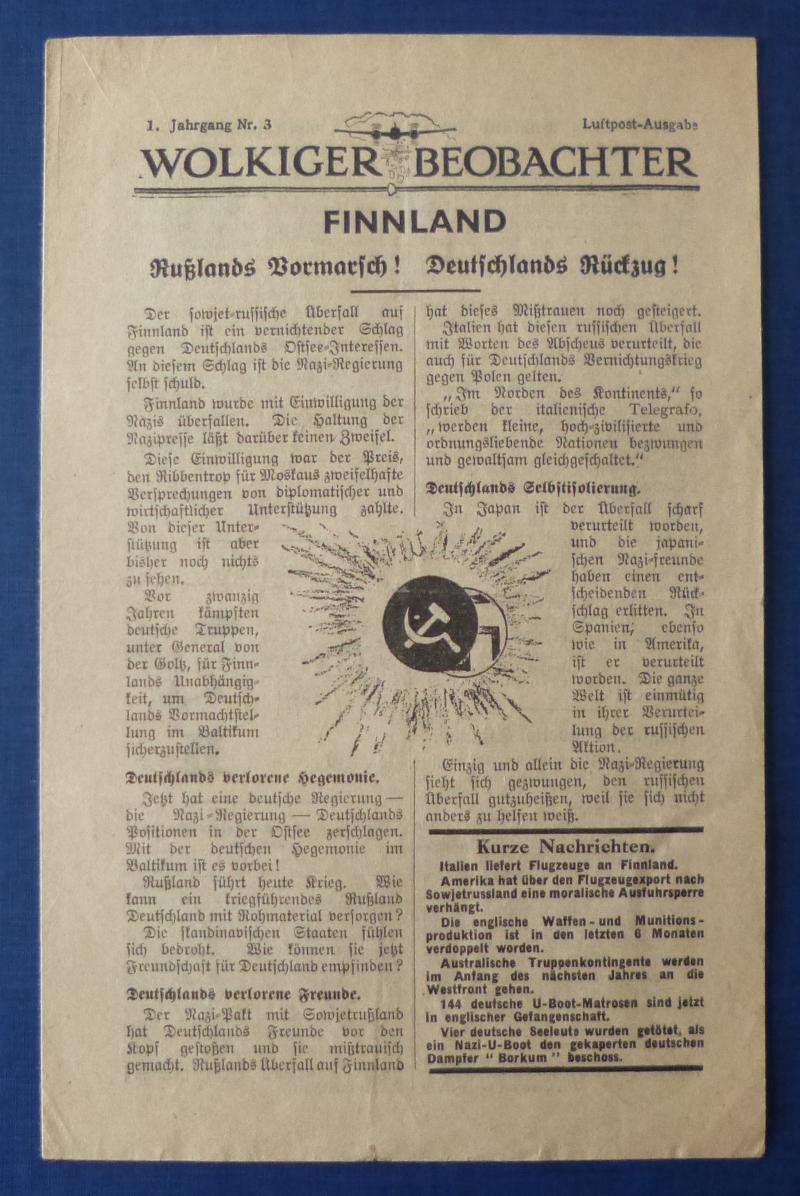 1. Jahrgang Nr. 3
Luftpost-Ausgabe
WOLKIGER BEOBACHTER
FINNLAND
Rußlands Vormarsch! Deutschlands Rückzug!
Der sowjet-russische Überfall auf
Finnland ist ein vernichtender Schlag
gegen Deutschlands Ostsee-Interessen.
An diesem Schlag ist die Nazi-Regierung
selbst schuld.
Finnland wurde mit Einwilligung der
Nazis überfallen. Die Haltung der
Nazipresse läßt darüber keinen Zweifel.
Diese Einwilligung war der Preis,
den Ribbentrop für Moskaus zweifelhafte
Versprechungen von diplomatischer und
wirtschaftlicher Unterstützung zahlte.
Von dieser Unter-
stützung ist aber
bisher noch nichts
zu sehen.
Vor zwanzig
Jahren kämpften
deutsche Truppen,
unter General von
der Goltz, für Finn-
lands Unabhängig-
keit, um Deutsch-
lands Vormachtstel-
lung im Baltikum
sicherzustellen.
Deutschlands verlorene Hegemonie.
Jetzt hat eine deutsche Regierung —
die Nazi-Regierung — Deutschlands
Positionen in der Ostsee zerschlagen.
Mit der deutschen Hegemonie im
Baltikum ist es vorbei!
Rußland führt heute Krieg. Wie
kann ein kriegführendes Rußland
Deutschland mit Rohmaterial versorgen?
Die skandinavischen Staaten fühlen
sich bedroht. Wie können sie jetzt
Freundschaft für Deutschland empfinden?
Deutschlands verlorene Freunde.
Der Nazi-Pakt mit Sowjetrußland
hat Deutschlands Freunde vor den
Kopf gestoßen und sie mißtrauisch
gemacht. Rußlands Überfall auf Finnland
hat dieses Mißtrauen noch gesteigert.
Italien hat diesen russischen Überfall
mit Worten des Abscheus verurteilt, die
auch für Deutschlands Vernichtungskrieg
gegen Polen gelten.
„Im Norden des Kontinents," so
schrieb der italienische Telegrafo,
„werden kleine, hoch-zivilisierte und
ordnungsliebende Nationen bezwungen
und gewaltsam gleichgeschaltet."
Deutschlands Selbstisolierung.
In Japan ist der Überfall scharf
verurteilt worden,
und die japani-
schen Nazi-freunde
haben einen ent-
scheidenden Rück-
schlag erlitten. In
Spanien, ebenso
wie in Amerika,
ist er verurteilt
worden. Die ganze
Welt ist einmütig
in ihrer Verurtei-
lung der russischen
Aktion.
Einzig und allein die Nazi-Regierung
sieht sich gezwungen, den russischen
Überfall gutzuheißen, weil sie sich nicht
anders zu helfen weiß.
Kurze Nachrichten.
Italien liefert Flugzeuge an Finnland.
Amerika hat über den Flugzeugexport nach
Sowjetrussland eine moralische Ausfuhrsperre
verhängt.
Die englische Waffen- und Munitions-
produktion ist in den letzten 6 Monaten
verdoppelt worden.
Australische Truppenkontingente werden
im Anfang des nächsten Jahres an die
Westfront gehen.
144 deutsche U-Boot-Matrosen sind jetzt
in englischer Gefangenschaft.
Vier deutsche Seeleute wurden getötet, als
ein Nazi-U-Boot den gekaperten deutschen
Dampfer "Borkum" beschoss.